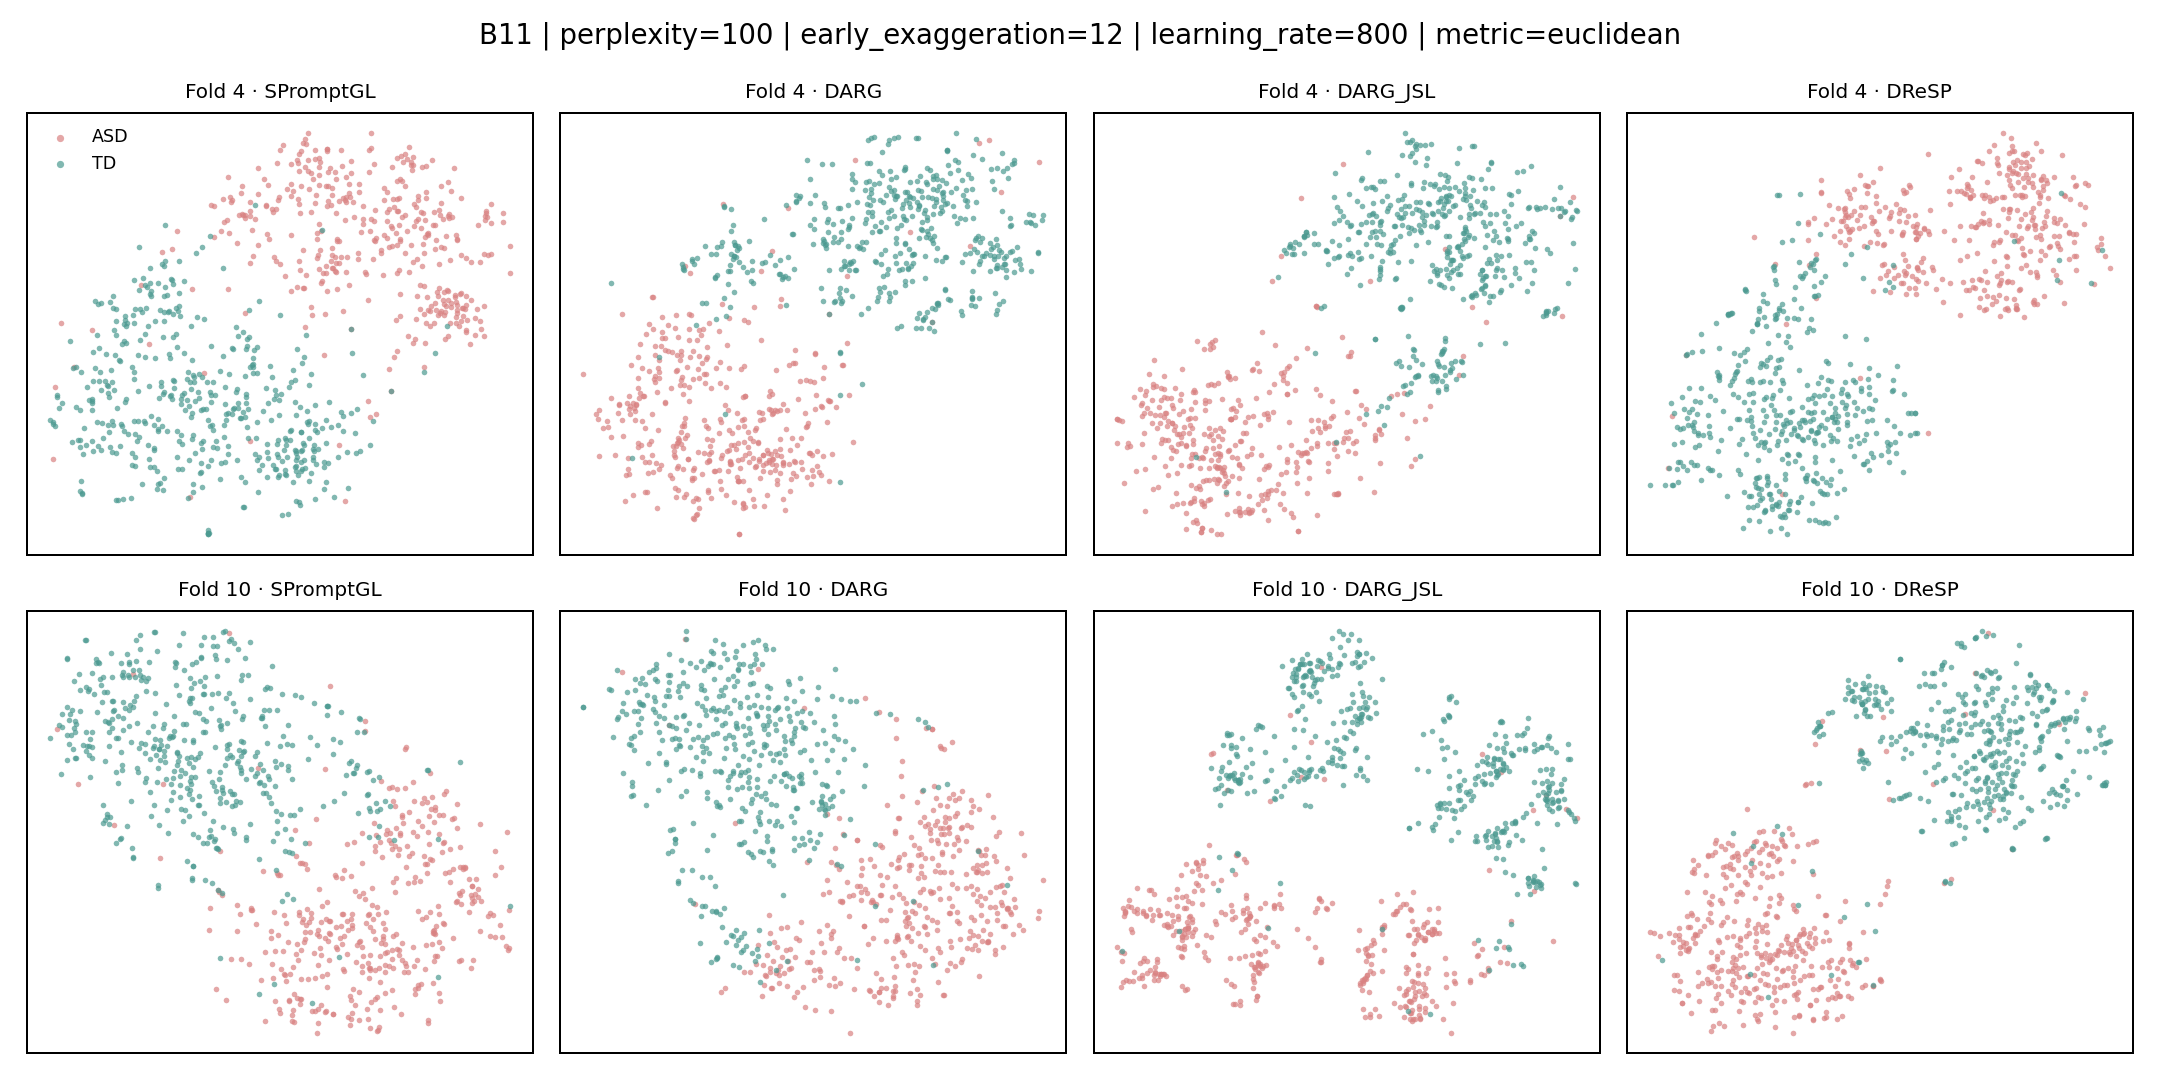 B11 | perplexity=100 | early_exaggeration=12 | learning_rate=800 | metric=euclidean
Fold 4 · SPromptGL
Fold 4 · DARG
Fold 4 · DARG_JSL
Fold 4 · DReSP
ASD
TD
Fold 10 · SPromptGL
Fold 10 · DARG
Fold 10 · DARG_JSL
Fold 10 · DReSP